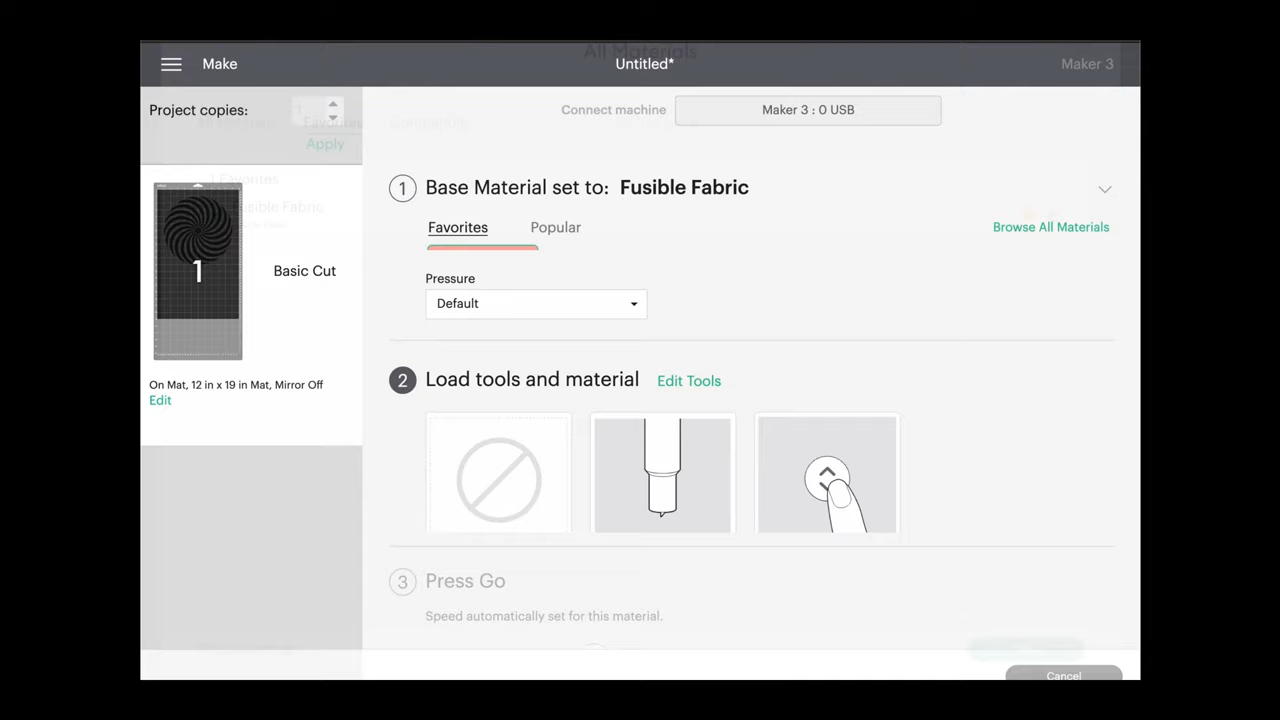 All Materials
Make
Untitled*
Maker 3
Project copies:
Apply
Connect machine
Maker 3 : 0 USB
1 Base Material set to: Fusible Fabric
Favorites
Popular
Browse All Materials
Pressure
Default
1
Basic Cut
On Mat, 12 in x 19 in Mat, Mirror Off
Edit
2 Load tools and material
Edit Tools
3 Press Go
Speed automatically set for this material.
Cancel